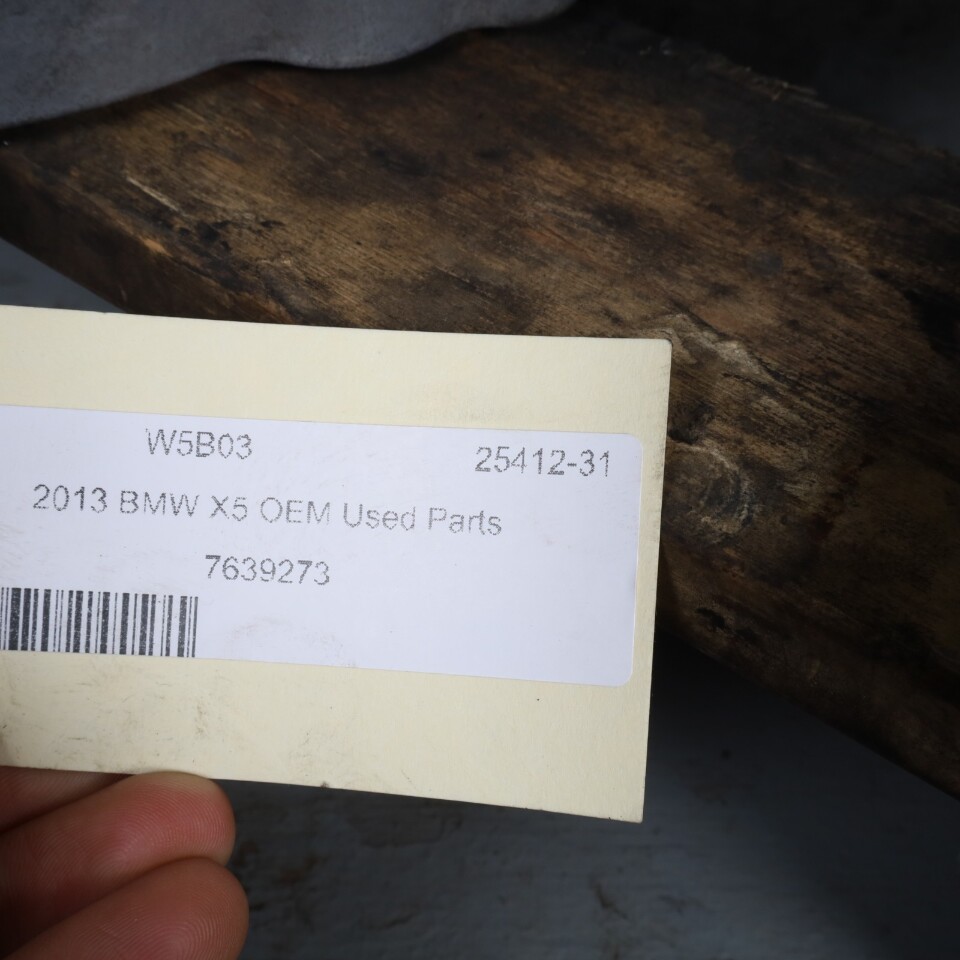 W5B03 25412-31
2013 BMW X5 OEM Used Parts
7639273